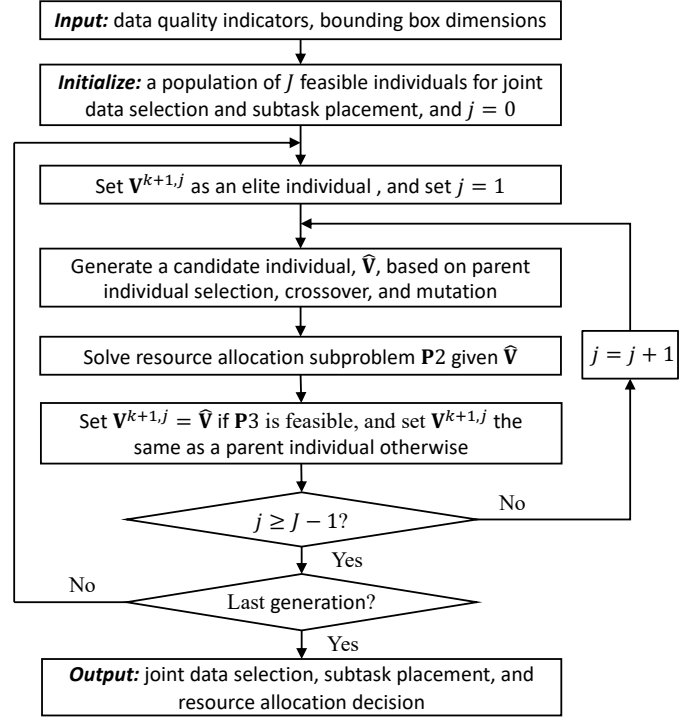 Input: data quality indicators, bounding box dimensions
Initialize: a population of J feasible individuals for joint
data selection and subtask placement, and j = 0
Set V^{k+1,j} as an elite individual , and set j = 1
Generate a candidate individual, V̂, based on parent
individual selection, crossover, and mutation
Solve resource allocation subproblem P2 given V̂
j = j + 1
Set V^{k+1,j} = V̂ if P3 is feasible, and set V^{k+1,j} the
same as a parent individual otherwise
j ≥ J − 1?
No
Yes
No
Last generation?
Yes
Output: joint data selection, subtask placement, and
resource allocation decision